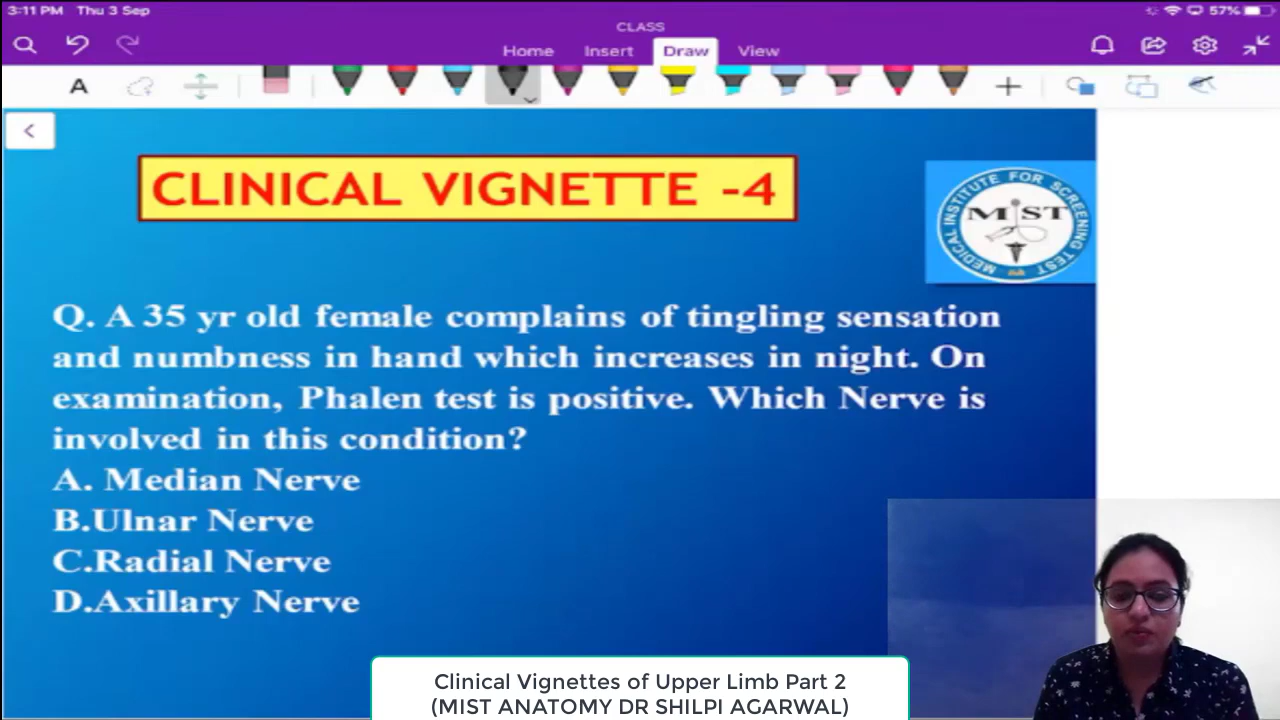 3:11 PM Thu 3 Sep
57%
CLASS
Home Insert Draw View
A
CLINICAL VIGNETTE -4
MEDICAL INSTITUTE FOR SCREENING TEST
MIST
Q. A 35 yr old female complains of tingling sensation
and numbness in hand which increases in night. On
examination, Phalen test is positive. Which Nerve is
involved in this condition?
A. Median Nerve
B.Ulnar Nerve
C.Radial Nerve
D.Axillary Nerve
Clinical Vignettes of Upper Limb Part 2
(MIST ANATOMY DR SHILPI AGARWAL)